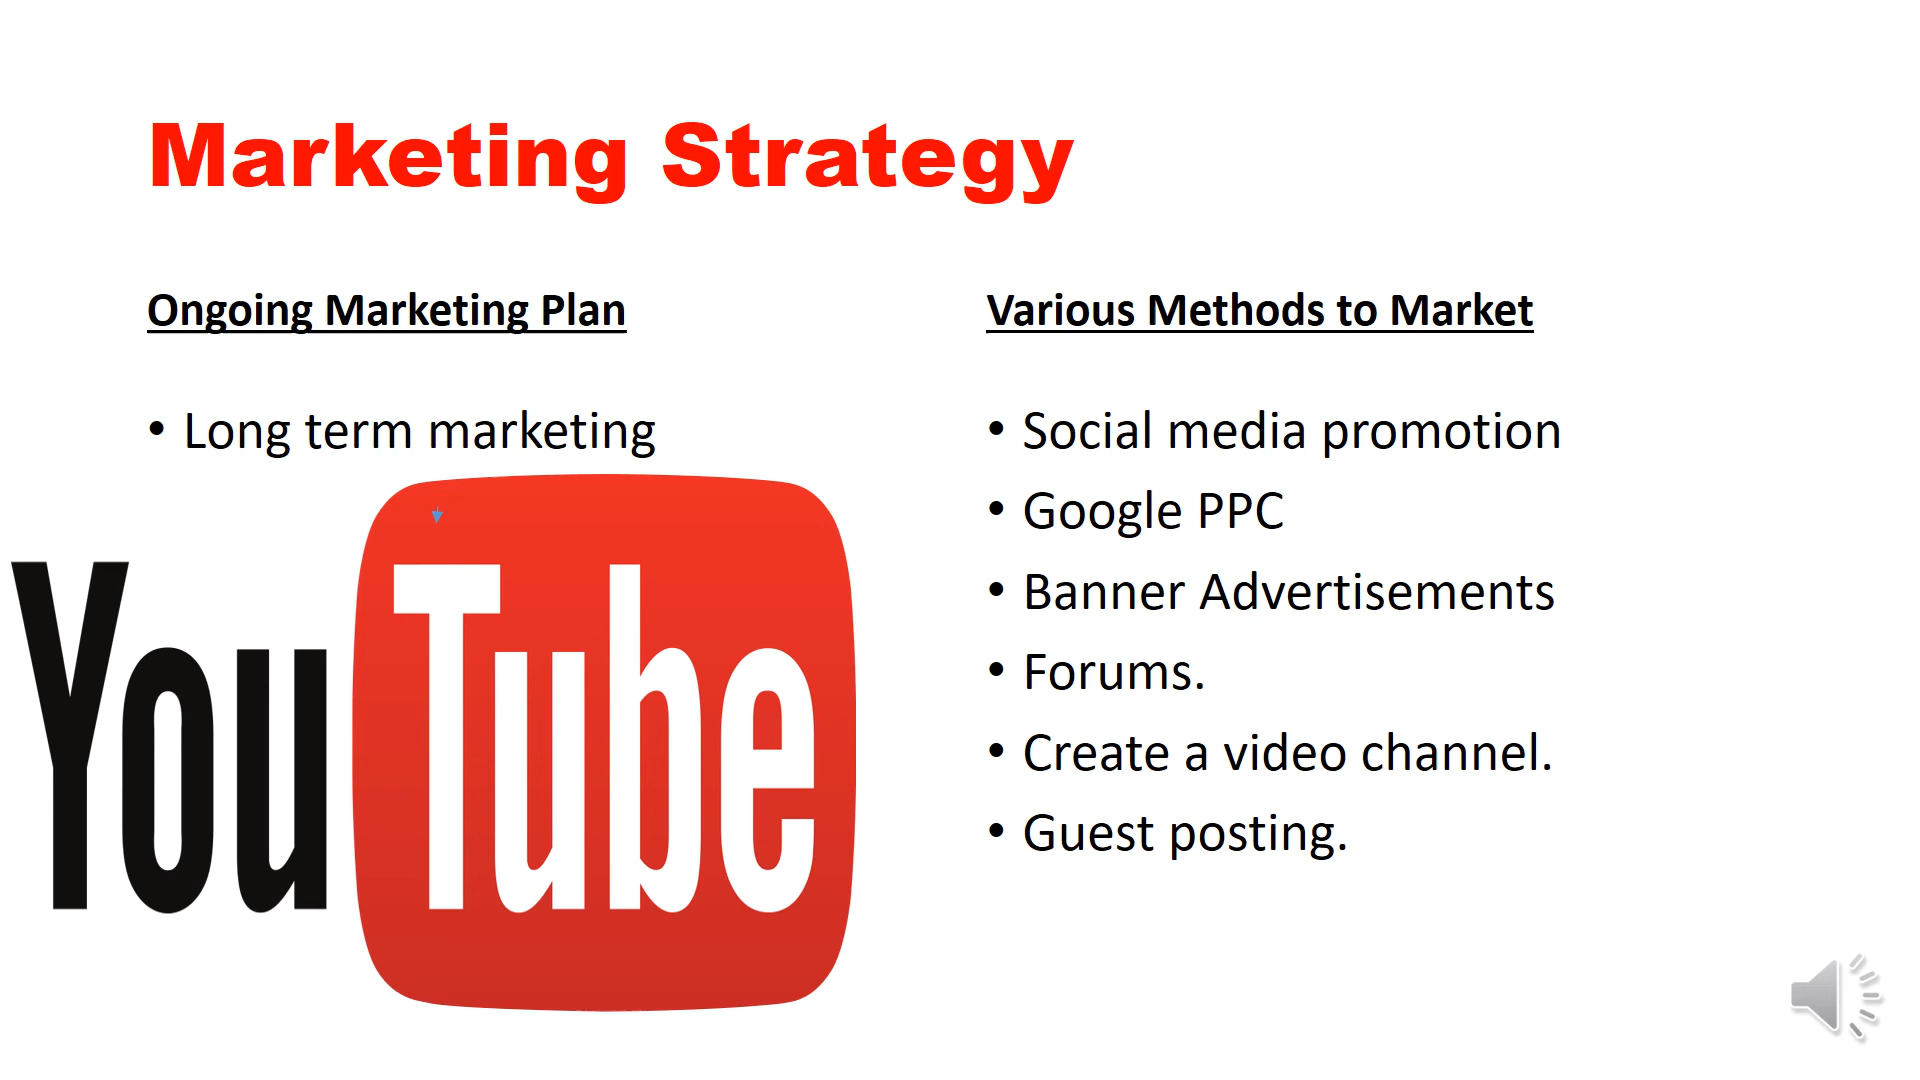 Marketing Strategy
Ongoing Marketing Plan
• Long term marketing
YouTube
Various Methods to Market
• Social media promotion
• Google PPC
• Banner Advertisements
• Forums.
• Create a video channel.
• Guest posting.